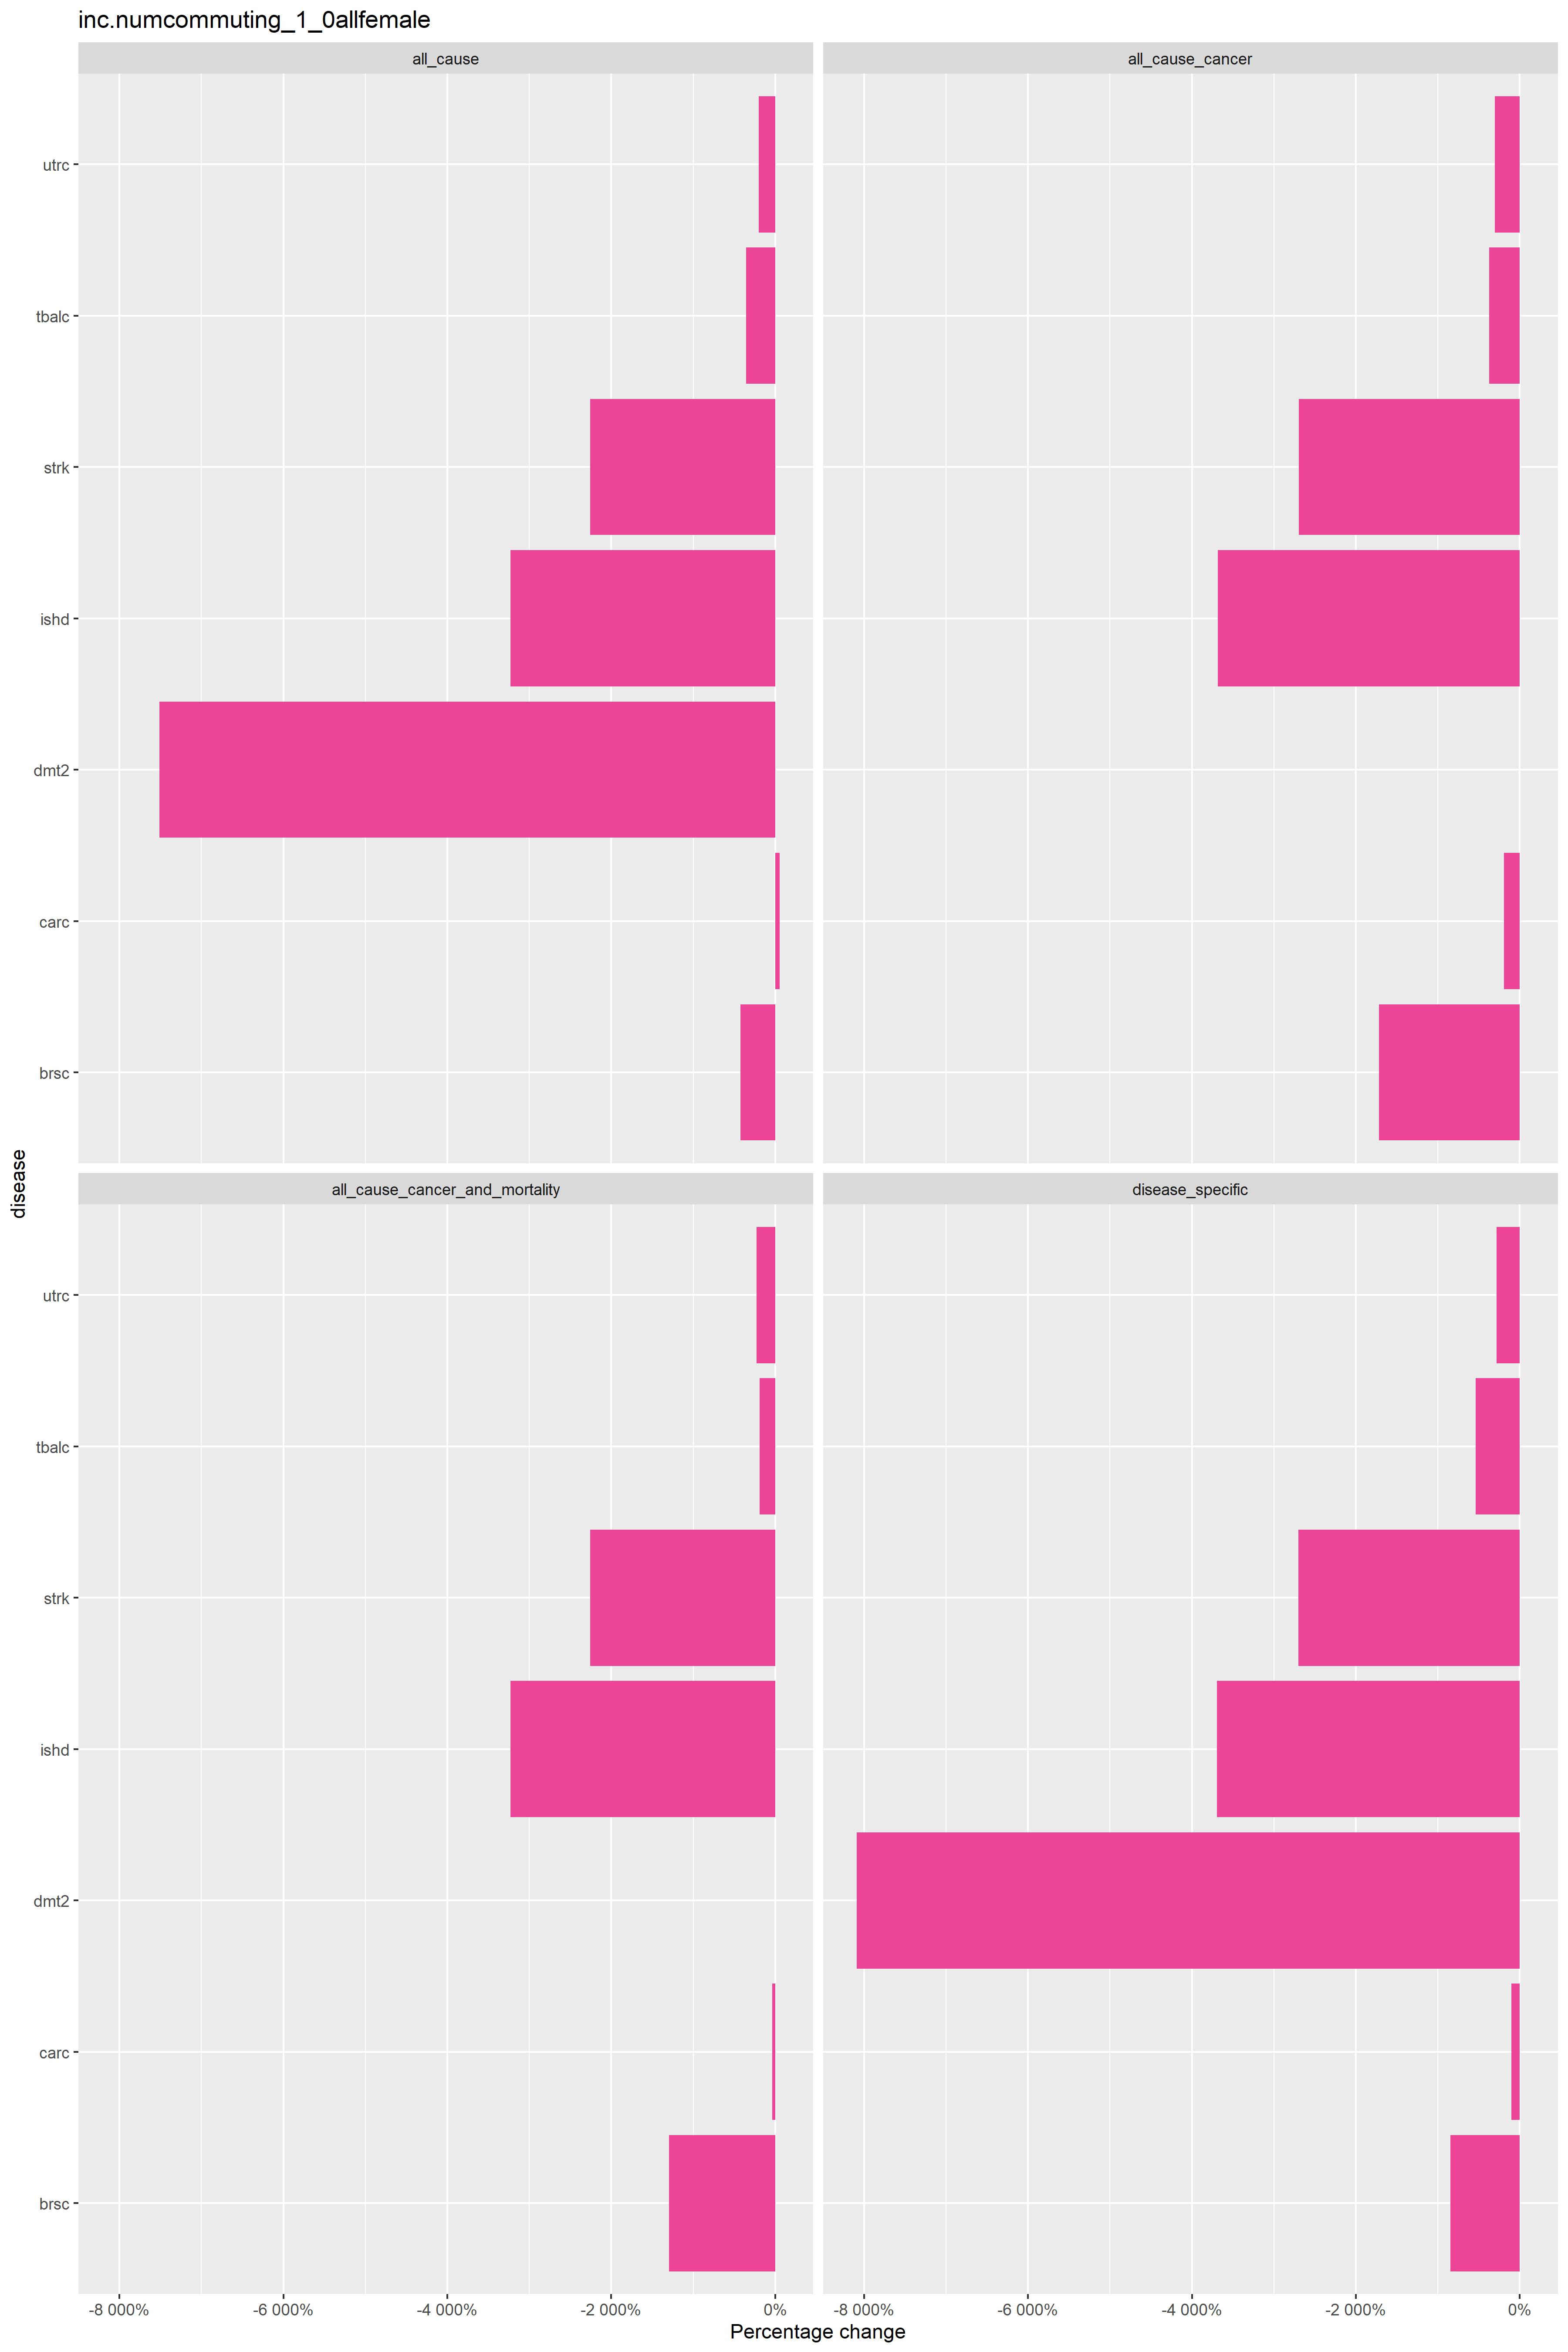 inc.numcommuting_1_0allfemale
all_cause
all_cause_cancer
utrc
tbalc
strk
ishd
dmt2
carc
brsc
disease
all_cause_cancer_and_mortality
disease_specific
utrc
tbalc
strk
ishd
dmt2
carc
brsc
-8 000% -6 000% -4 000% -2 000% 0% -8 000% -6 000% -4 000% -2 000% 0%
Percentage change